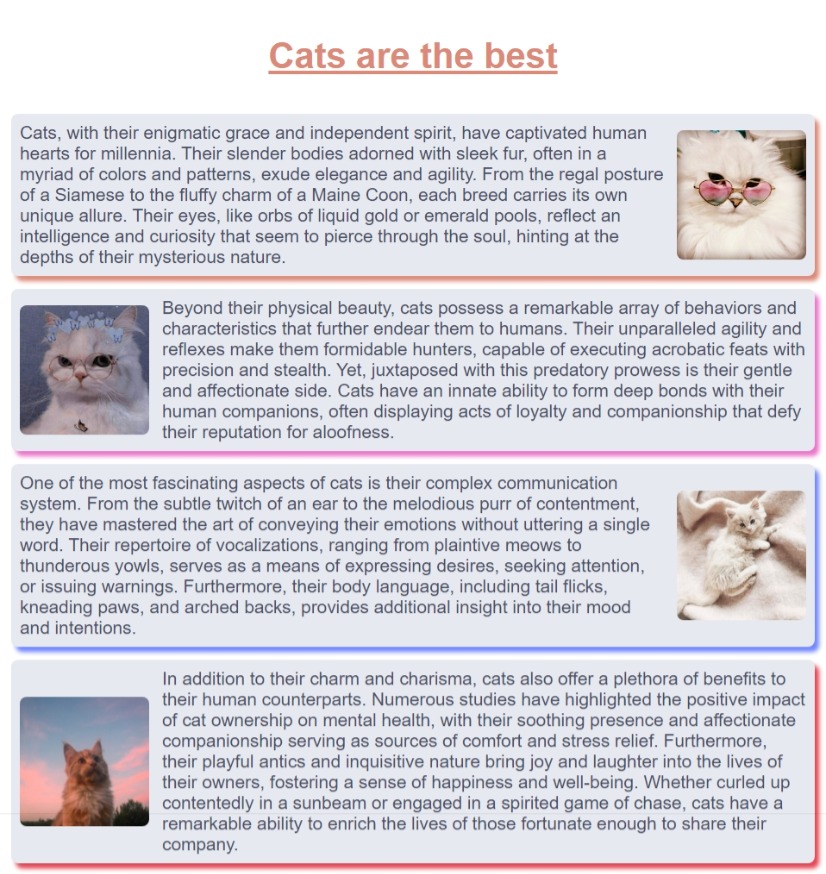 Cats are the best
Cats, with their enigmatic grace and independent spirit, have captivated human
hearts for millennia. Their slender bodies adorned with sleek fur, often in a
myriad of colors and patterns, exude elegance and agility. From the regal posture
of a Siamese to the fluffy charm of a Maine Coon, each breed carries its own
unique allure. Their eyes, like orbs of liquid gold or emerald pools, reflect an
intelligence and curiosity that seem to pierce through the soul, hinting at the
depths of their mysterious nature.
Beyond their physical beauty, cats possess a remarkable array of behaviors and
characteristics that further endear them to humans. Their unparalleled agility and
reflexes make them formidable hunters, capable of executing acrobatic feats with
precision and stealth. Yet, juxtaposed with this predatory prowess is their gentle
and affectionate side. Cats have an innate ability to form deep bonds with their
human companions, often displaying acts of loyalty and companionship that defy
their reputation for aloofness.
One of the most fascinating aspects of cats is their complex communication
system. From the subtle twitch of an ear to the melodious purr of contentment,
they have mastered the art of conveying their emotions without uttering a single
word. Their repertoire of vocalizations, ranging from plaintive meows to
thunderous yowls, serves as a means of expressing desires, seeking attention,
or issuing warnings. Furthermore, their body language, including tail flicks,
kneading paws, and arched backs, provides additional insight into their mood
and intentions.
In addition to their charm and charisma, cats also offer a plethora of benefits to
their human counterparts. Numerous studies have highlighted the positive impact
of cat ownership on mental health, with their soothing presence and affectionate
companionship serving as sources of comfort and stress relief. Furthermore,
their playful antics and inquisitive nature bring joy and laughter into the lives of
their owners, fostering a sense of happiness and well-being. Whether curled up
contentedly in a sunbeam or engaged in a spirited game of chase, cats have a
remarkable ability to enrich the lives of those fortunate enough to share their
company.